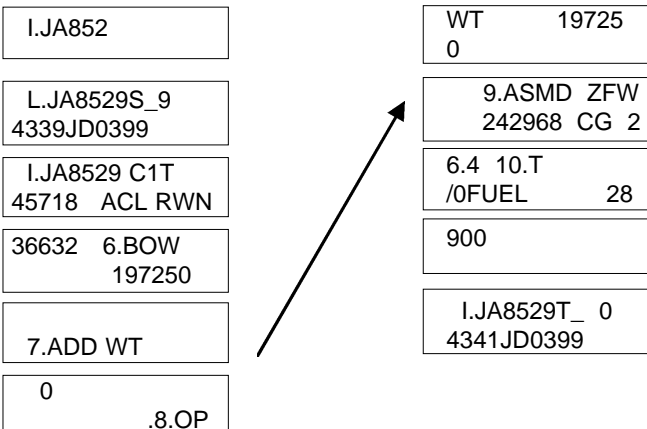 I.JA852
L.JA8529S_9
4339JD0399
I.JA8529 C1T
45718 ACL RWN
36632 6.BOW
197250
7.ADD WT
0
.8.OP
WT 19725
0
9.ASMD ZFW
242968 CG 2
6.4 10.T
/0FUEL 28
900
I.JA8529T_ 0
4341JD0399